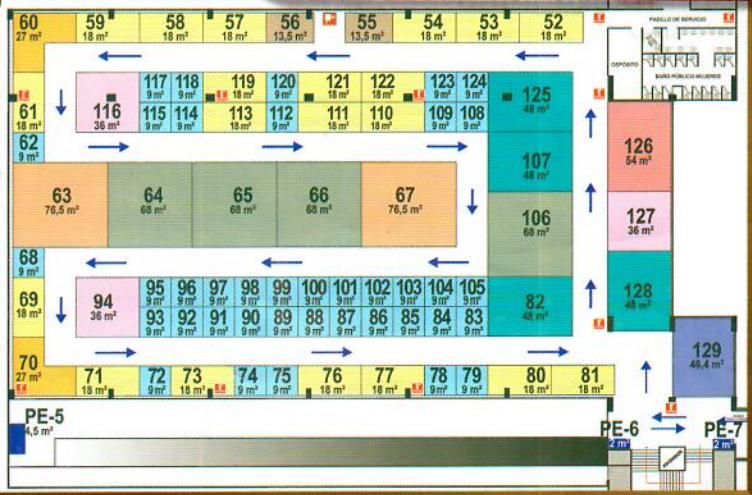 60
27 m²
59
18 m²
58
18 m²
57
18 m²
56
13,5 m²
55
13,5 m²
54
18 m²
53
18 m²
52
18 m²
PASILLO DE SERVICIO
DEPÓSITO
BAÑO PÚBLICO MUJERES
61
18 m²
62
9 m²
116
36 m²
117
9 m²
118
9 m²
119
18 m²
120
9 m²
121
18 m²
122
18 m²
123
9 m²
124
9 m²
125
48 m²
115
9 m²
114
9 m²
113
18 m²
112
9 m²
111
18 m²
110
18 m²
109
9 m²
108
9 m²
107
48 m²
126
54 m²
63
76,5 m²
64
68 m²
65
68 m²
66
68 m²
67
76,5 m²
106
68 m²
127
36 m²
68
9 m²
69
18 m²
94
36 m²
95
9 m²
96
9 m²
97
9 m²
98
9 m²
99
9 m²
100
9 m²
101
9 m²
102
9 m²
103
9 m²
104
9 m²
105
9 m²
82
48 m²
128
48 m²
93
9 m²
92
9 m²
91
9 m²
90
9 m²
89
9 m²
88
9 m²
87
9 m²
86
9 m²
85
9 m²
84
9 m²
83
9 m²
129
46,4 m²
70
27 m²
71
18 m²
72
9 m²
73
18 m²
74
9 m²
75
9 m²
76
18 m²
77
18 m²
78
9 m²
79
9 m²
80
18 m²
81
18 m²
PE-5
4,5 m²
PE-6
2 m²
PE-7
2 m²